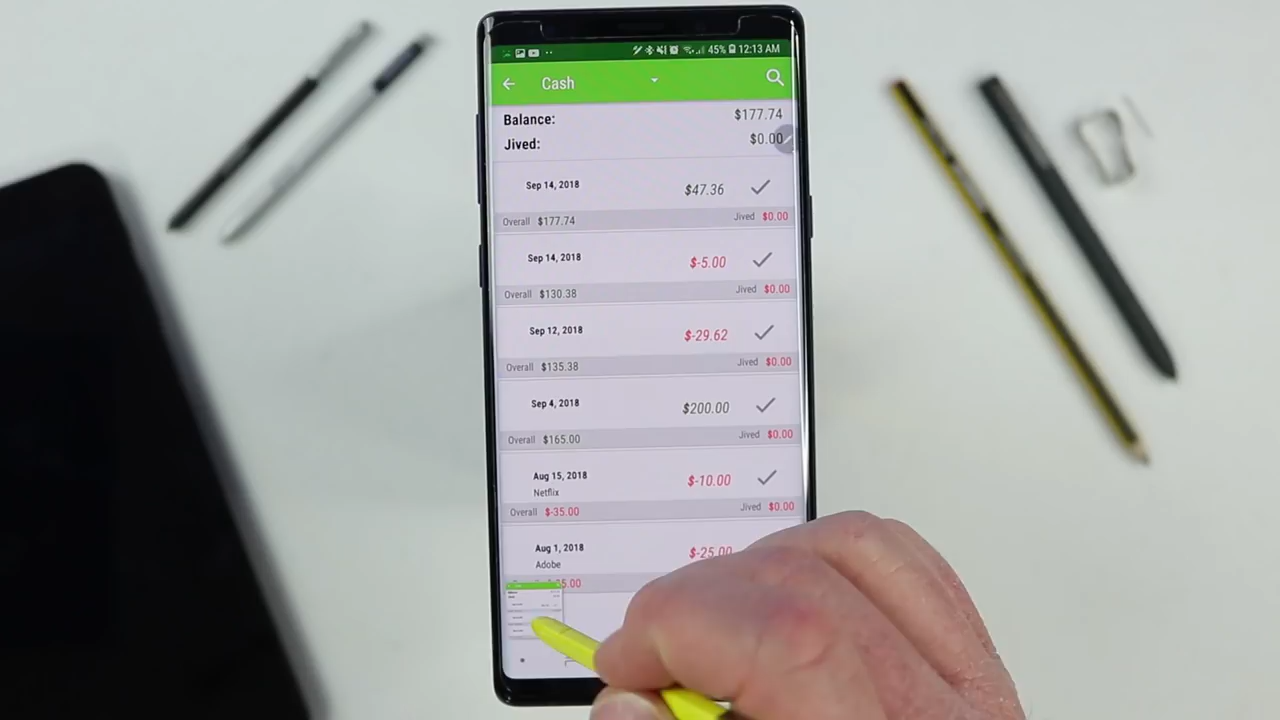 45% 12:13 AM
Cash
Balance: $177.74
Jived: $0.00
Sep 14, 2018 $47.36
Overall $177.74 Jived $0.00
Sep 14, 2018 $-5.00
Overall $130.38 Jived $0.00
Sep 12, 2018 $-29.62
Overall $135.38 Jived $0.00
Sep 4, 2018 $200.00
Overall $165.00 Jived $0.00
Aug 15, 2018 $-10.00
Netflix
Overall $-35.00 Jived $0.00
Aug 1, 2018 $-25.00
Adobe
5.00